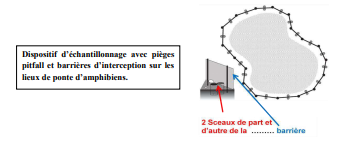 Dispositif d'échantillonnage avec pièges
pitfall et barrières d'interception sur les
lieux de ponte d'amphibiens.
2 Sceaux de part et
d'autre de la ......... barrière